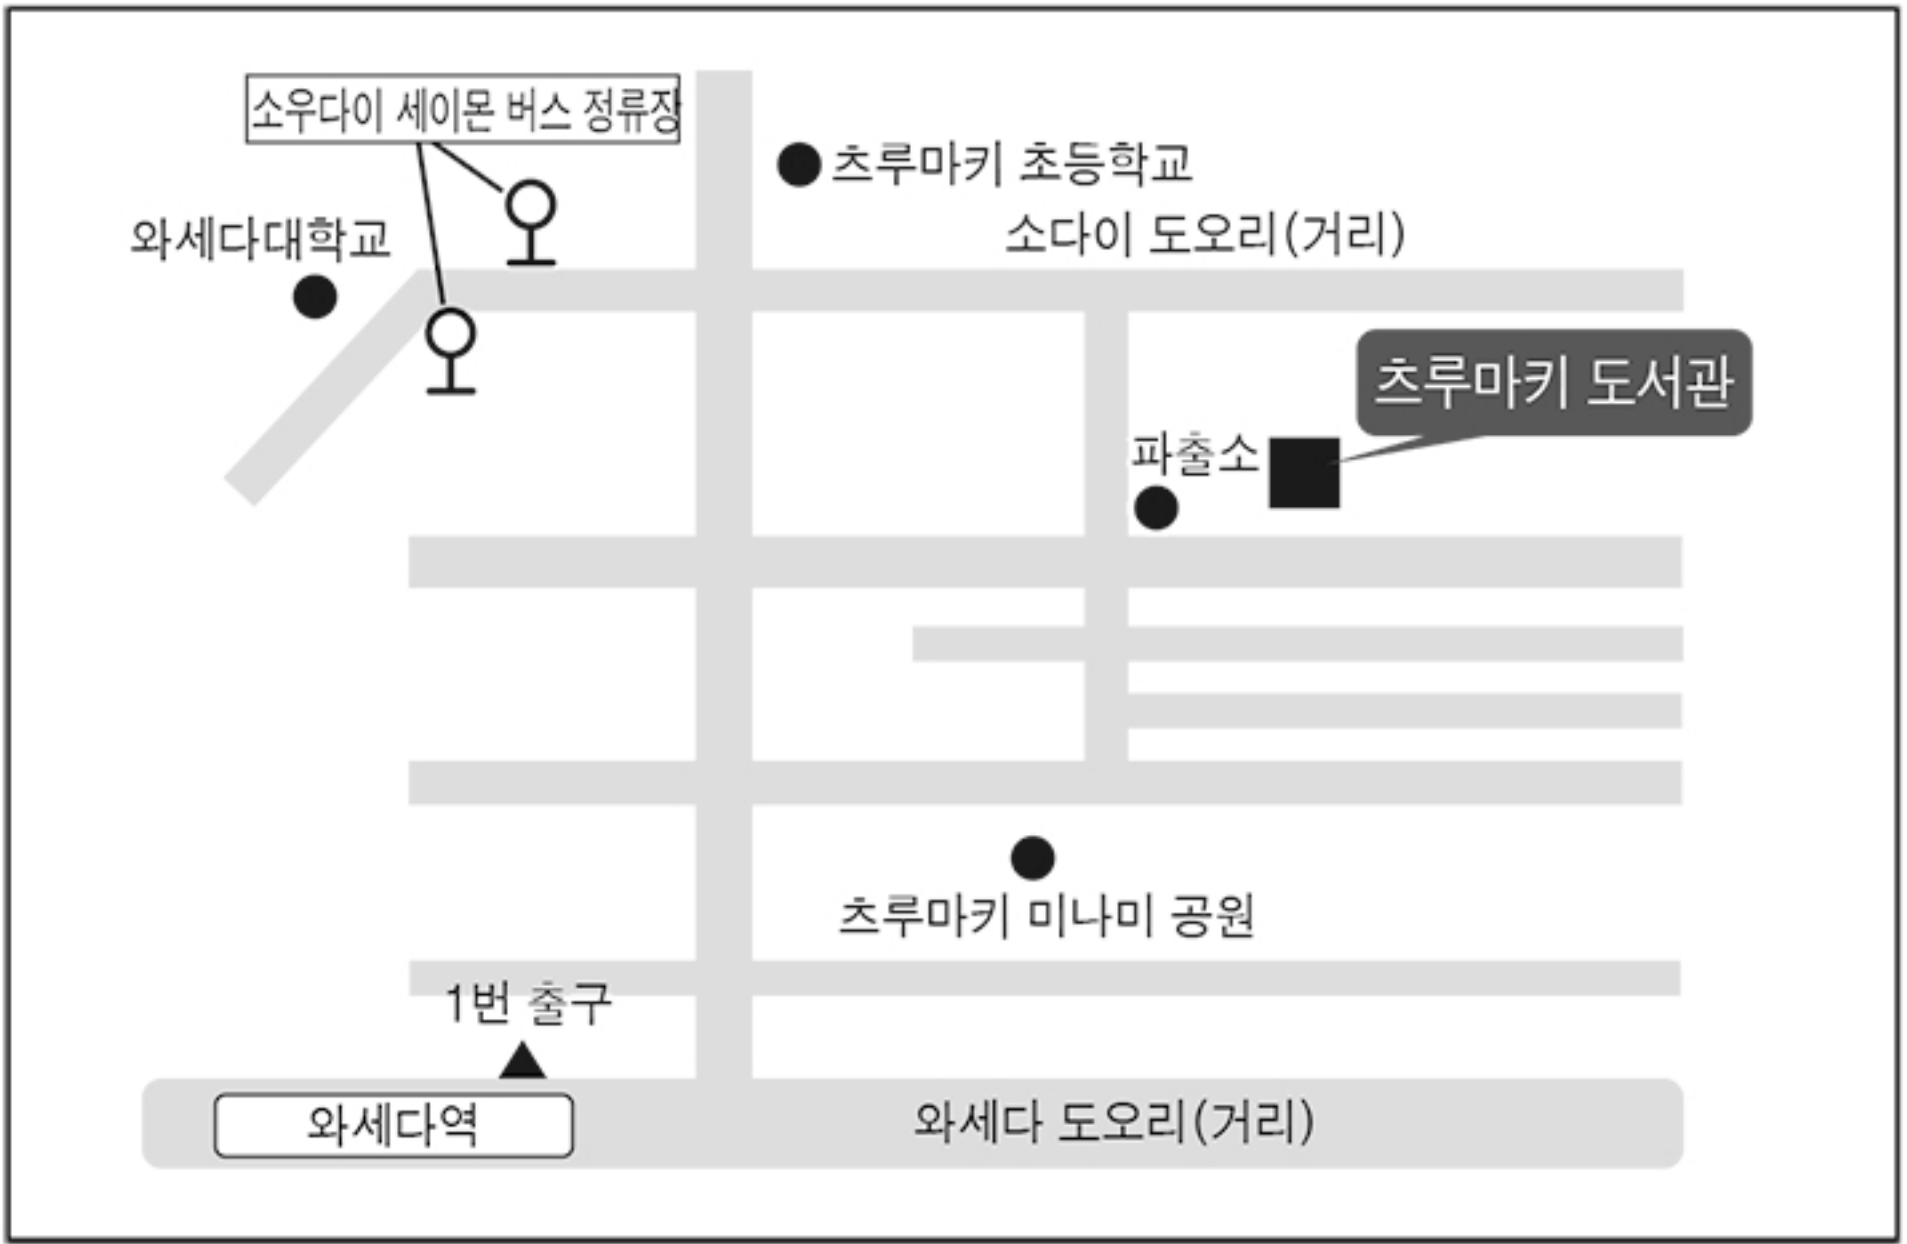 소우다이 세이몬 버스 정류장
츠루마키 초등학교
와세다대학교
소다이 도오리(거리)
츠루마키 도서관
파출소
츠루마키 미나미 공원
1번 출구
와세다역
와세다 도오리(거리)